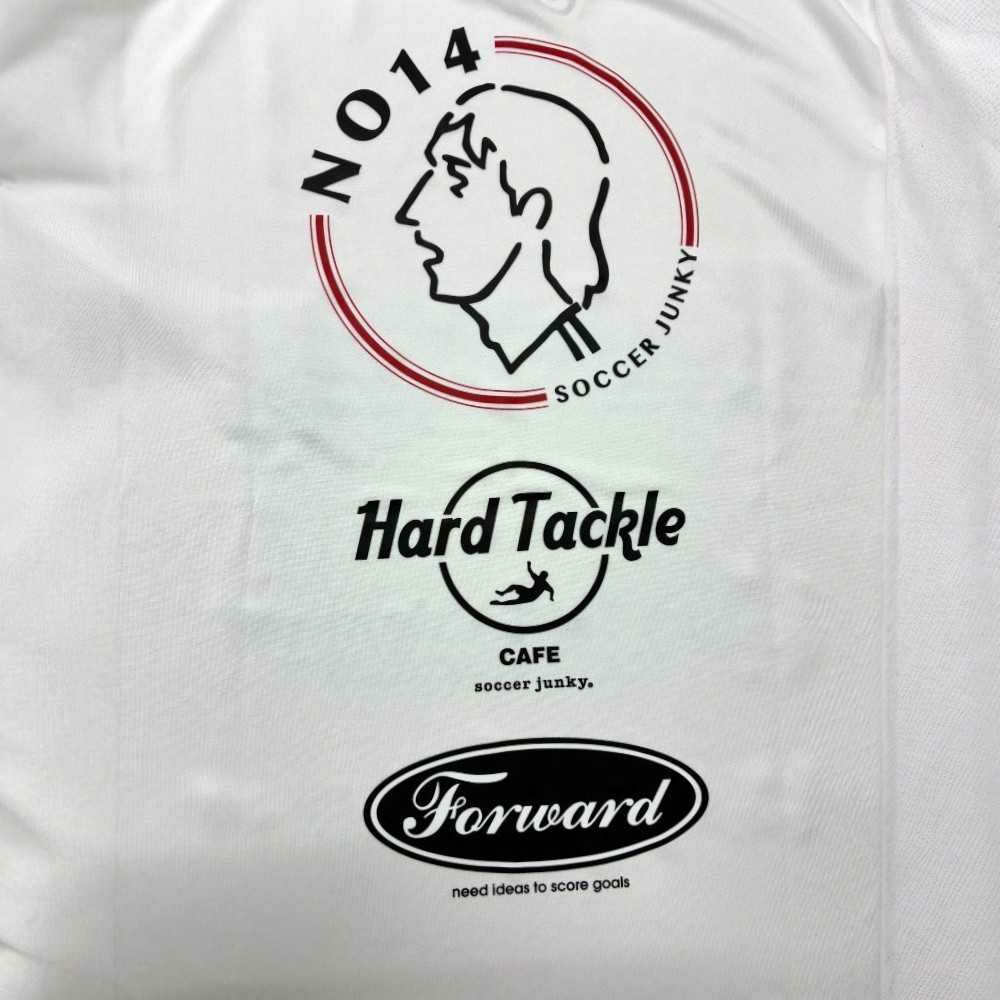 NO14
SOCCER JUNKY
Hard Tackle
CAFE
soccer junky.
Forward
need ideas to score goals